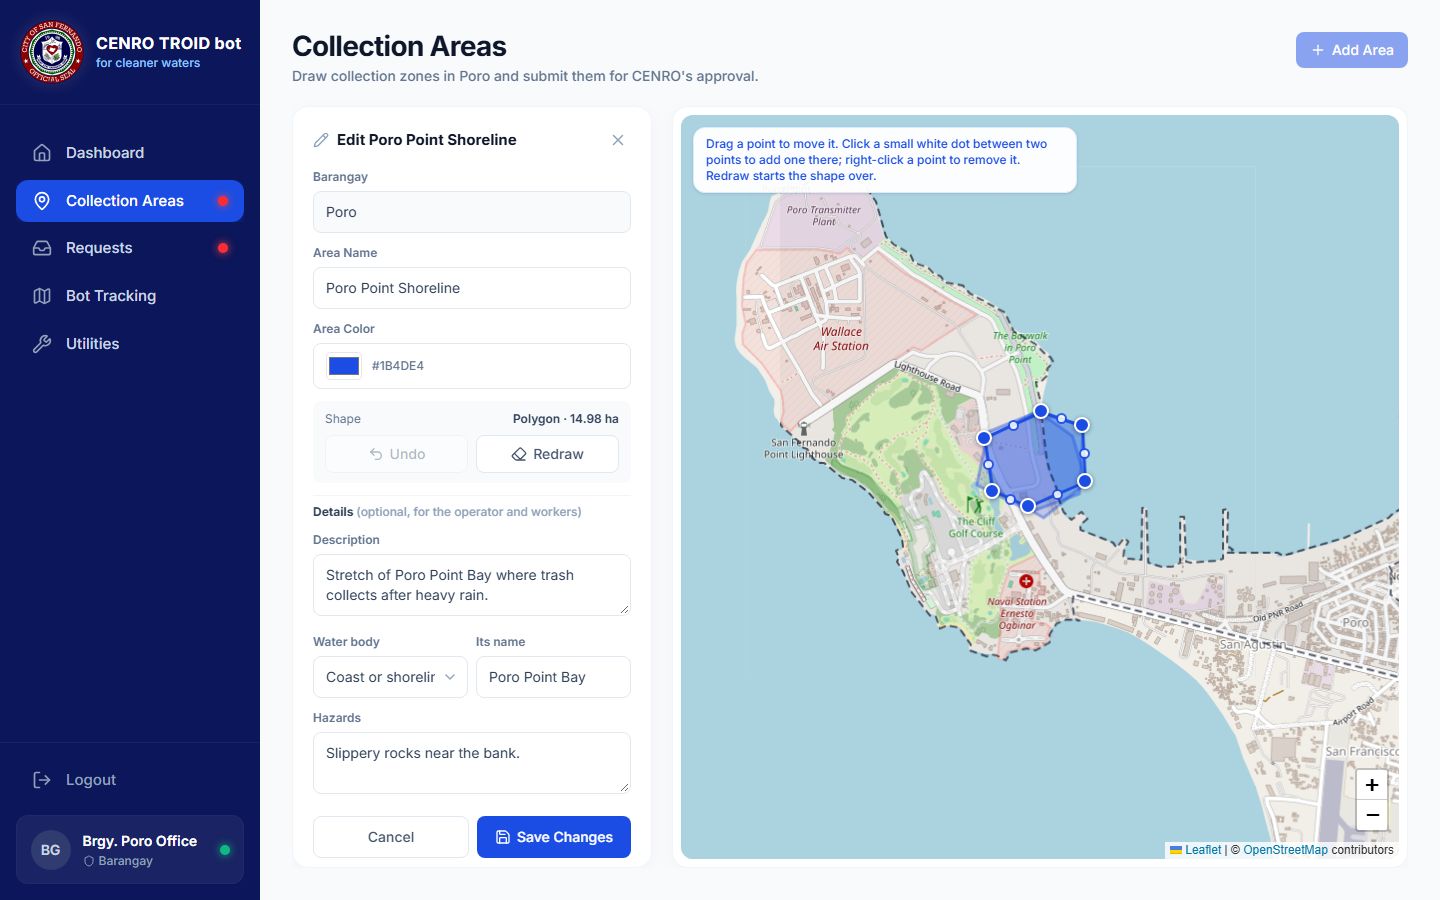 CITY OF SAN FERNANDO
OFFICIAL SEAL
CENRO TROID bot
for cleaner waters
Dashboard
Collection Areas
Requests
Bot Tracking
Utilities
Logout
BG
Brgy. Poro Office
Barangay
Collection Areas
Draw collection zones in Poro and submit them for CENRO's approval.
Add Area
Edit Poro Point Shoreline
Barangay
Poro
Area Name
Poro Point Shoreline
Area Color
#1B4DE4
Shape
Polygon · 14.98 ha
Undo
Redraw
Details (optional, for the operator and workers)
Description
Stretch of Poro Point Bay where trash
collects after heavy rain.
Water body
Its name
Coast or shorelir
Poro Point Bay
Hazards
Slippery rocks near the bank.
Cancel
Save Changes
Drag a point to move it. Click a small white dot between two
points to add one there; right-click a point to remove it.
Redraw starts the shape over.
Poro Transmitter
Plant
Wallace
Air Station
The Baywalk
in Poro
Point
Lighthouse Road
San Fernando
Point Lighthouse
The Cliff
Golf Course
Naval Station
Ernesto
Ogbinar
Old PNR Road
Poro
San Agustin
Airport Road
San Francisco
+
−
Leaflet | © OpenStreetMap contributors